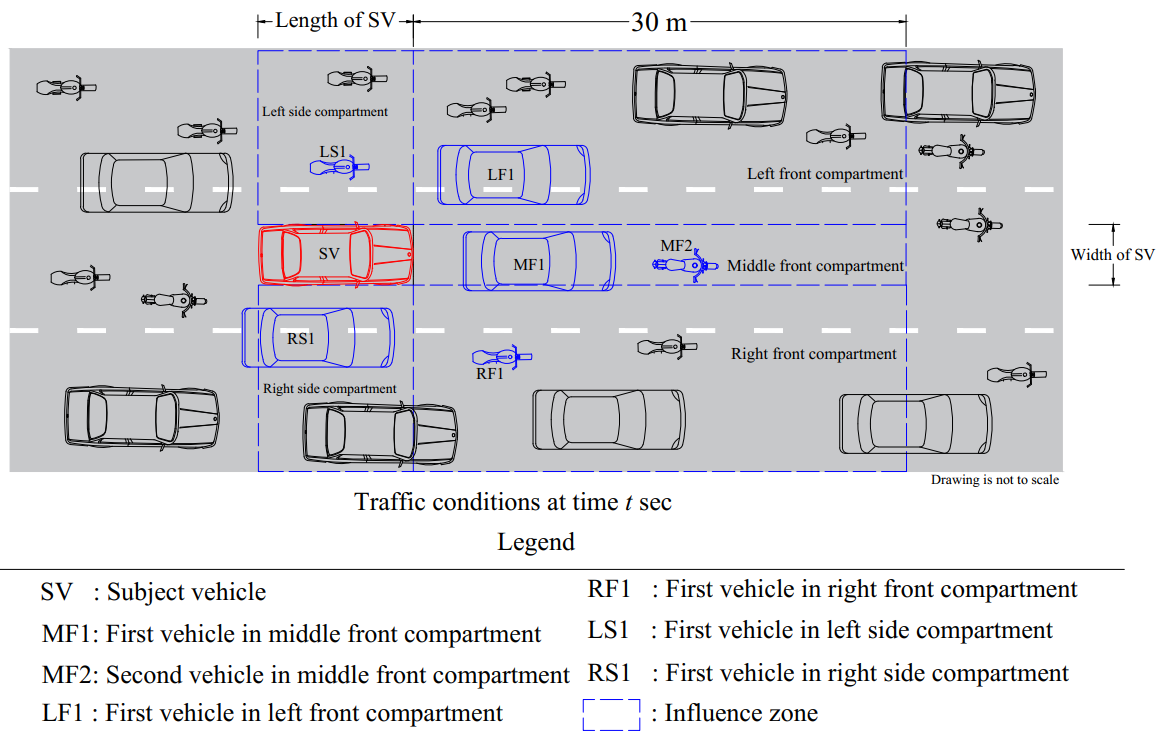 Length of SV
30 m
Left side compartment
LS1
LF1
Left front compartment
SV
MF1
MF2
Middle front compartment
Width of SV
RS1
RF1
Right front compartment
Right side compartment
Drawing is not to scale
Traffic conditions at time t sec
Legend
SV : Subject vehicle
MF1: First vehicle in middle front compartment
MF2: Second vehicle in middle front compartment
LF1 : First vehicle in left front compartment
RF1 : First vehicle in right front compartment
LS1 : First vehicle in left side compartment
RS1 : First vehicle in right side compartment
: Influence zone